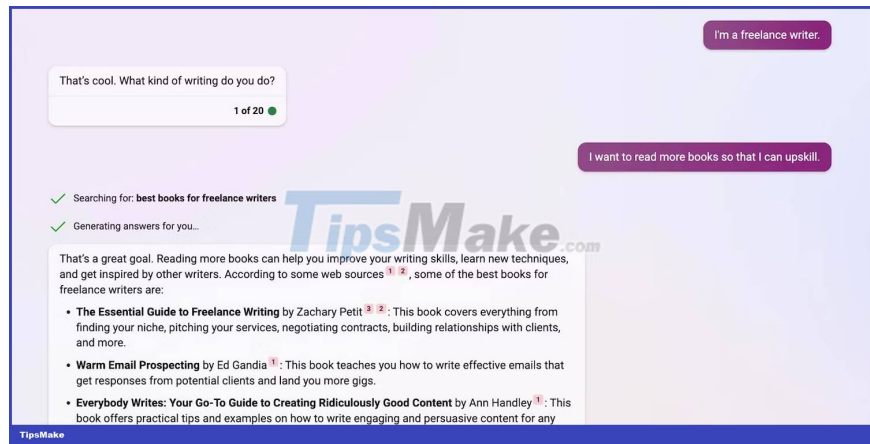 I'm a freelance writer.
That's cool. What kind of writing do you do?
1 of 20
I want to read more books so that I can upskill.
Searching for: best books for freelance writers
Generating answers for you...
TipsMake.com
That's a great goal. Reading more books can help you improve your writing skills, learn new techniques,
and get inspired by other writers. According to some web sources 1 2, some of the best books for
freelance writers are:
• The Essential Guide to Freelance Writing by Zachary Petit 3 2: This book covers everything from
finding your niche, pitching your services, negotiating contracts, building relationships with clients,
and more.
• Warm Email Prospecting by Ed Gandia 1: This book teaches you how to write effective emails that
get responses from potential clients and land you more gigs.
• Everybody Writes: Your Go-To Guide to Creating Ridiculously Good Content by Ann Handley 1: This
book offers practical tips and examples on how to write engaging and persuasive content for any
TipsMake